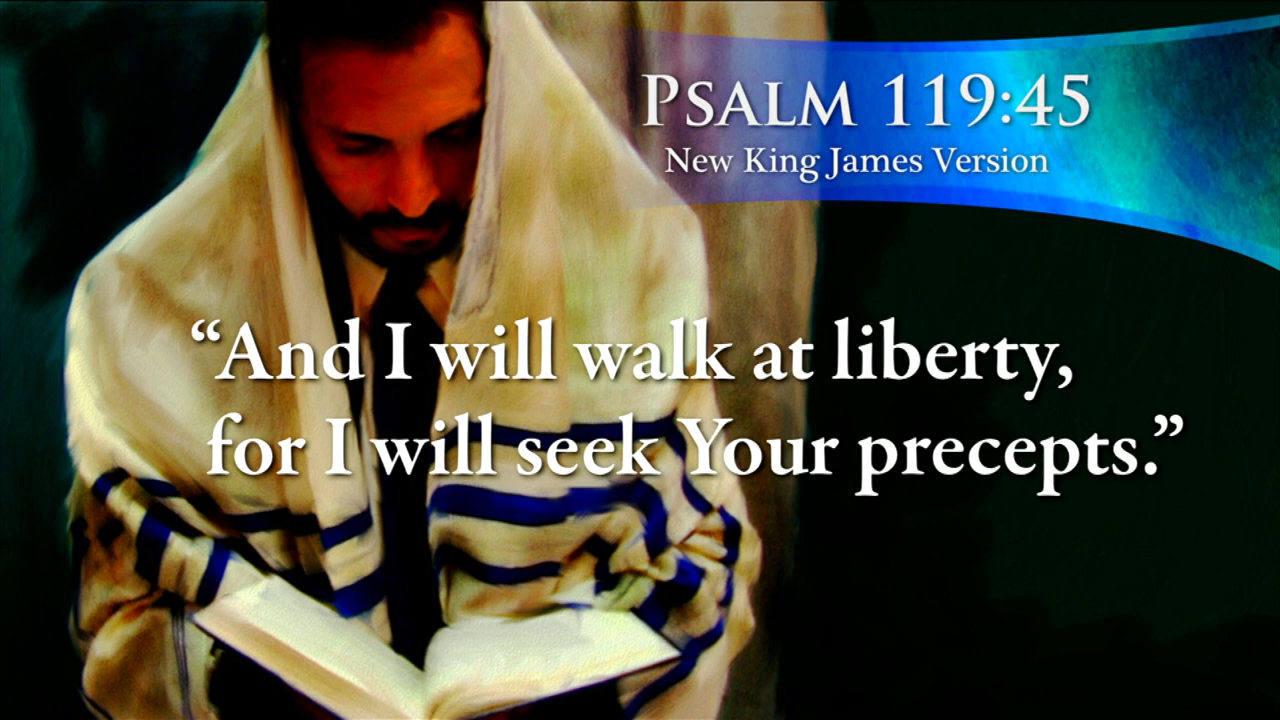 PSALM 119:45
New King James Version
“And I will walk at liberty,
for I will seek Your precepts.”